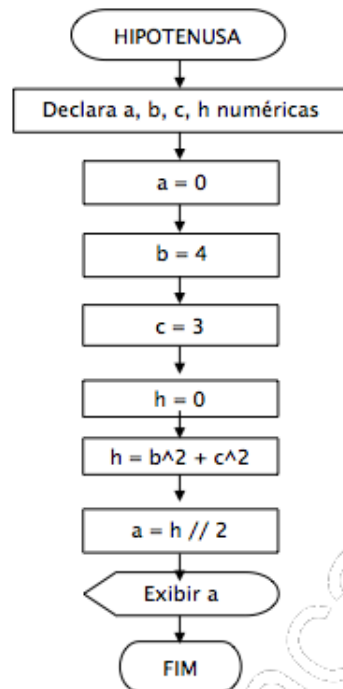 HIPOTENUSA
Declara a, b, c, h numéricas
a = 0
b = 4
c = 3
h = 0
h = b^2 + c^2
a = h // 2
Exibir a
FIM